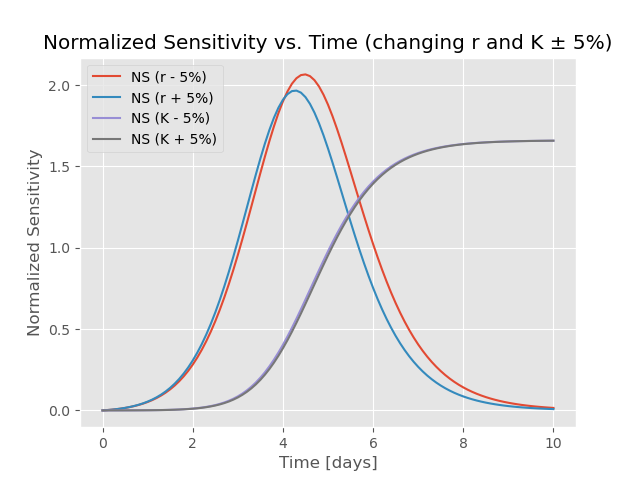 Normalized Sensitivity vs. Time (changing r and K ± 5%)
NS (r - 5%)
NS (r + 5%)
NS (K - 5%)
NS (K + 5%)
Normalized Sensitivity
2.0
1.5
1.0
0.5
0.0
0 2 4 6 8 10
Time [days]